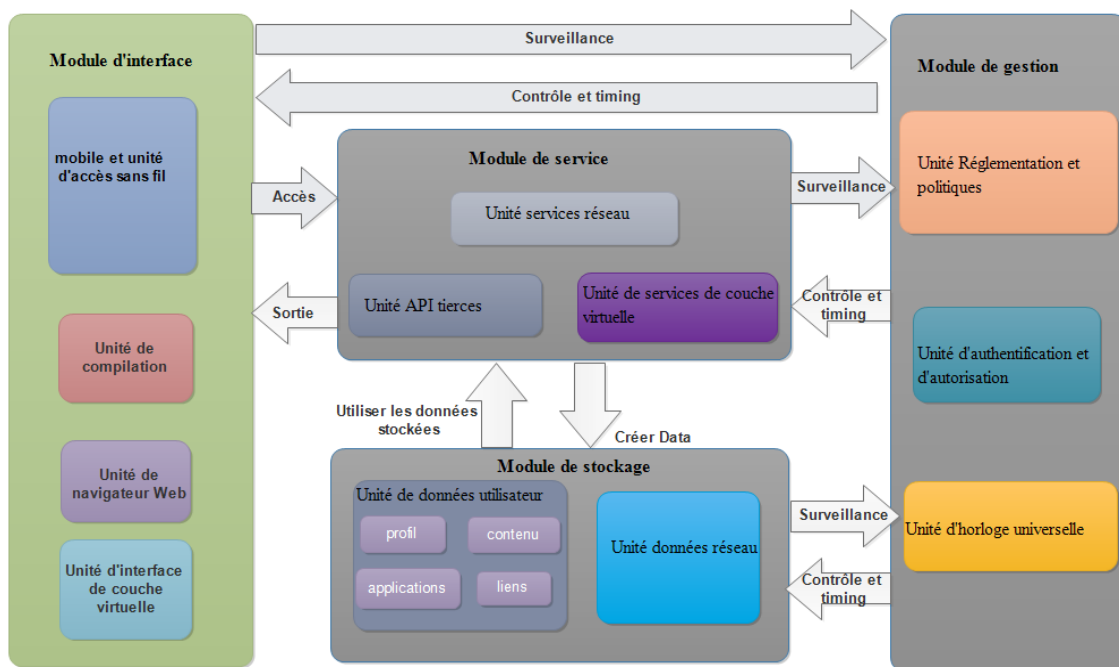 Surveillance
Module d'interface
Module de gestion
Contrôle et timing
mobile et unité
d'accès sans fil
Module de service
Unité Réglementation et
politiques
Surveillance
Accès
Unité services réseau
Unité API tierces
Unité de services de couche
virtuelle
Contrôle et
timing
Sortie
Unité de
compilation
Unité d'authentification et
d'autorisation
Utiliser les données
stockées
Créer Data
Module de stockage
Unité de
navigateur Web
Unité de données utilisateur
profil
contenu
applications
liens
Unité données réseau
Surveillance
Unité d'horloge universelle
Unité d'interface
de couche
virtuelle
Contrôle et
timing